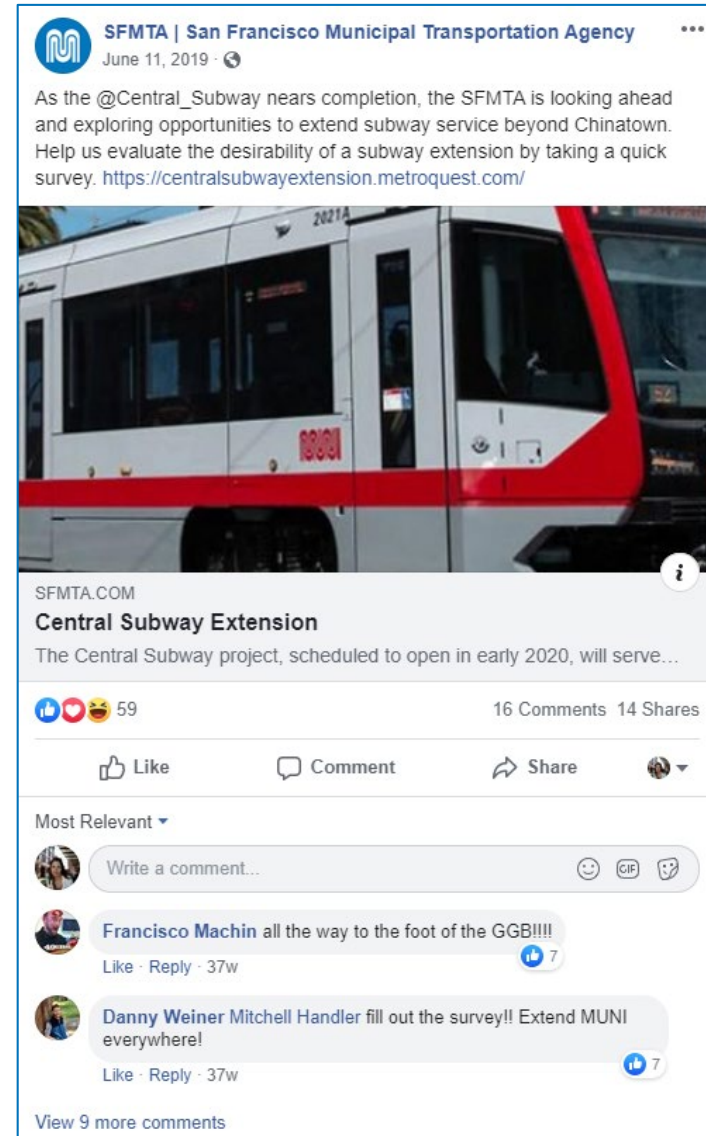 SFMTA | San Francisco Municipal Transportation Agency
June 11, 2019 ·
As the @Central_Subway nears completion, the SFMTA is looking ahead
and exploring opportunities to extend subway service beyond Chinatown.
Help us evaluate the desirability of a subway extension by taking a quick
survey. https://centralsubwayextension.metroquest.com/
2021A
SFMTA.COM
Central Subway Extension
The Central Subway project, scheduled to open in early 2020, will serve...
59 16 Comments 14 Shares
Like Comment Share
Most Relevant
Write a comment...
GIF
Francisco Machin all the way to the foot of the GGB!!!!
7
Like · Reply · 37w
Danny Weiner Mitchell Handler fill out the survey!! Extend MUNI
everywhere!
7
Like · Reply · 37w
View 9 more comments